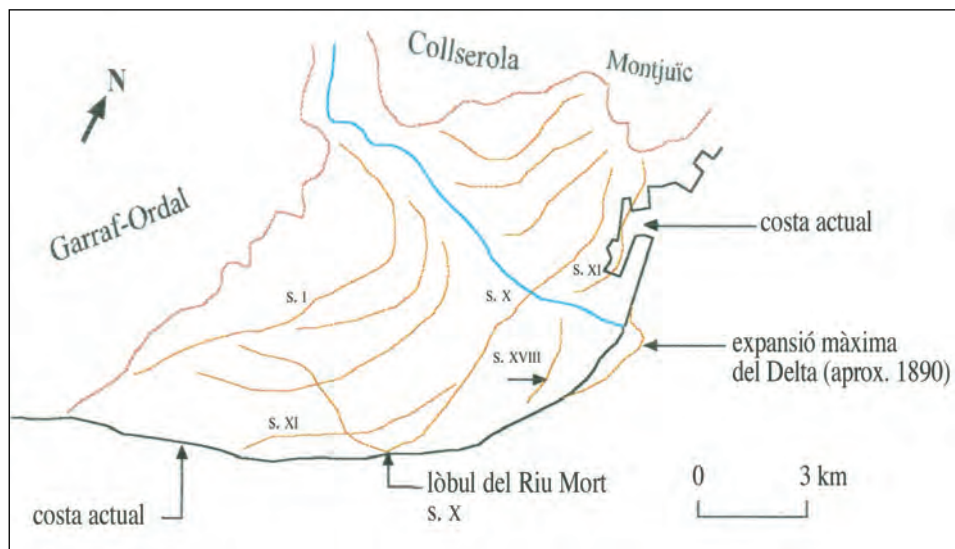 Collserola
Montjuïc
N
Garraf-Ordal
costa actual
s. XI
s. I
s. X
s. XVIII
expansió màxima
del Delta (aprox. 1890)
s. XI
0 3 km
lòbul del Riu Mort
s. X
costa actual